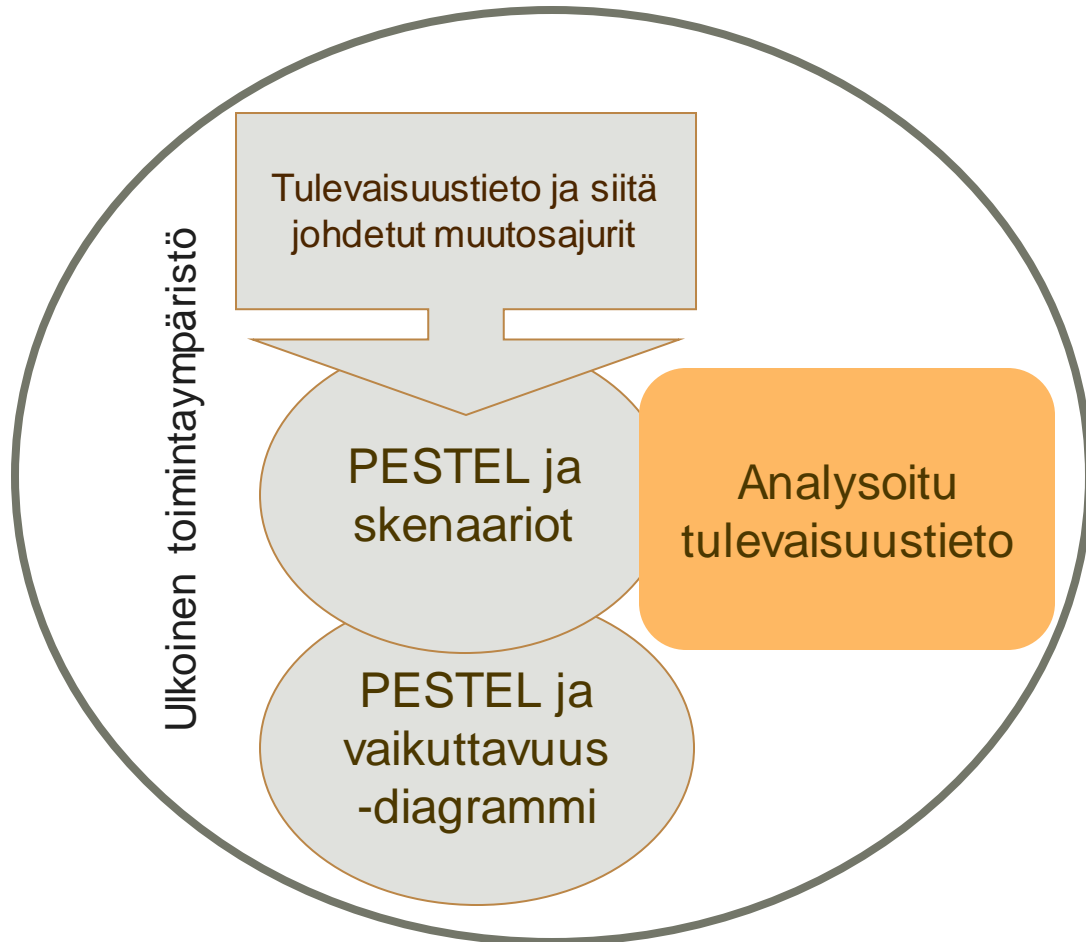 Tulevaisuustieto ja siitä
johdetut muutosajurit
Ulkoinen toimintaympäristö
PESTEL ja
skenaariot
Analysoitu
tulevaisuustieto
PESTEL ja
vaikuttavuus
-diagrammi